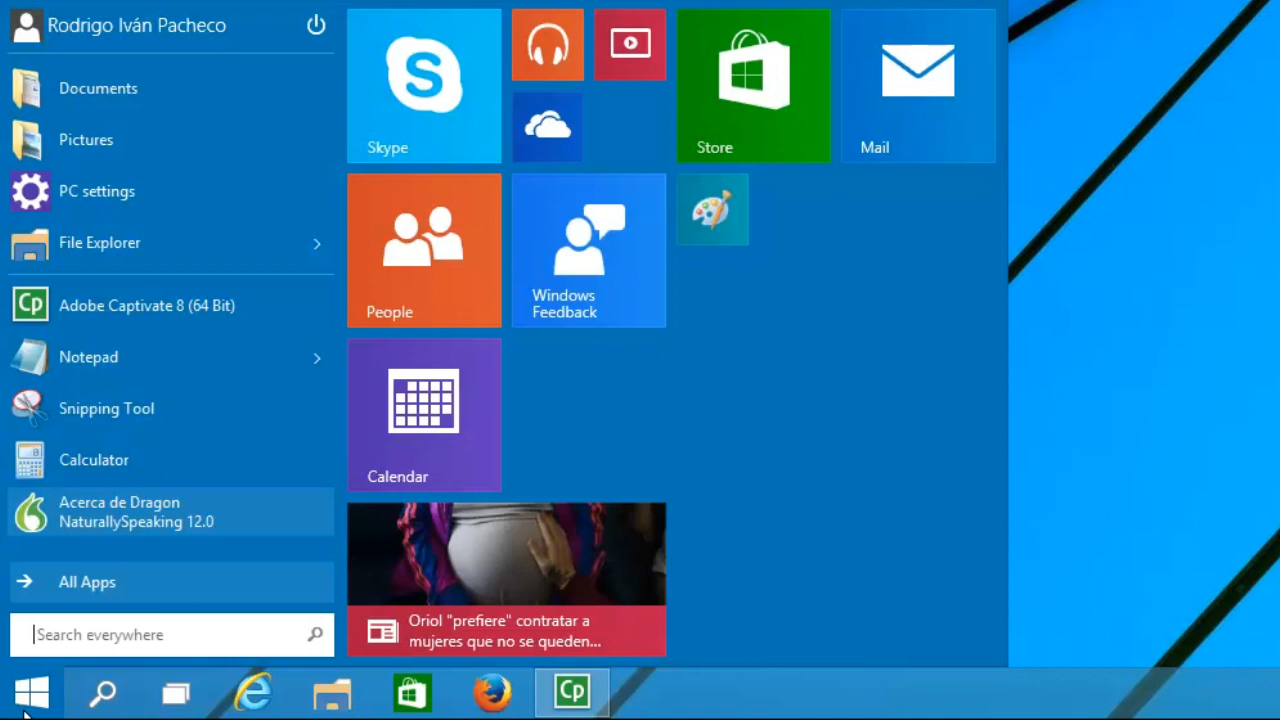 Rodrigo Iván Pacheco
Documents
Pictures
PC settings
File Explorer
Adobe Captivate 8 (64 Bit)
Notepad
Snipping Tool
Calculator
Acerca de Dragon
NaturallySpeaking 12.0
All Apps
Search everywhere
S
Skype
Store
Mail
People
Windows
Feedback
Calendar
Oriol "prefiere" contratar a
mujeres que no se queden...
Cp
Cp